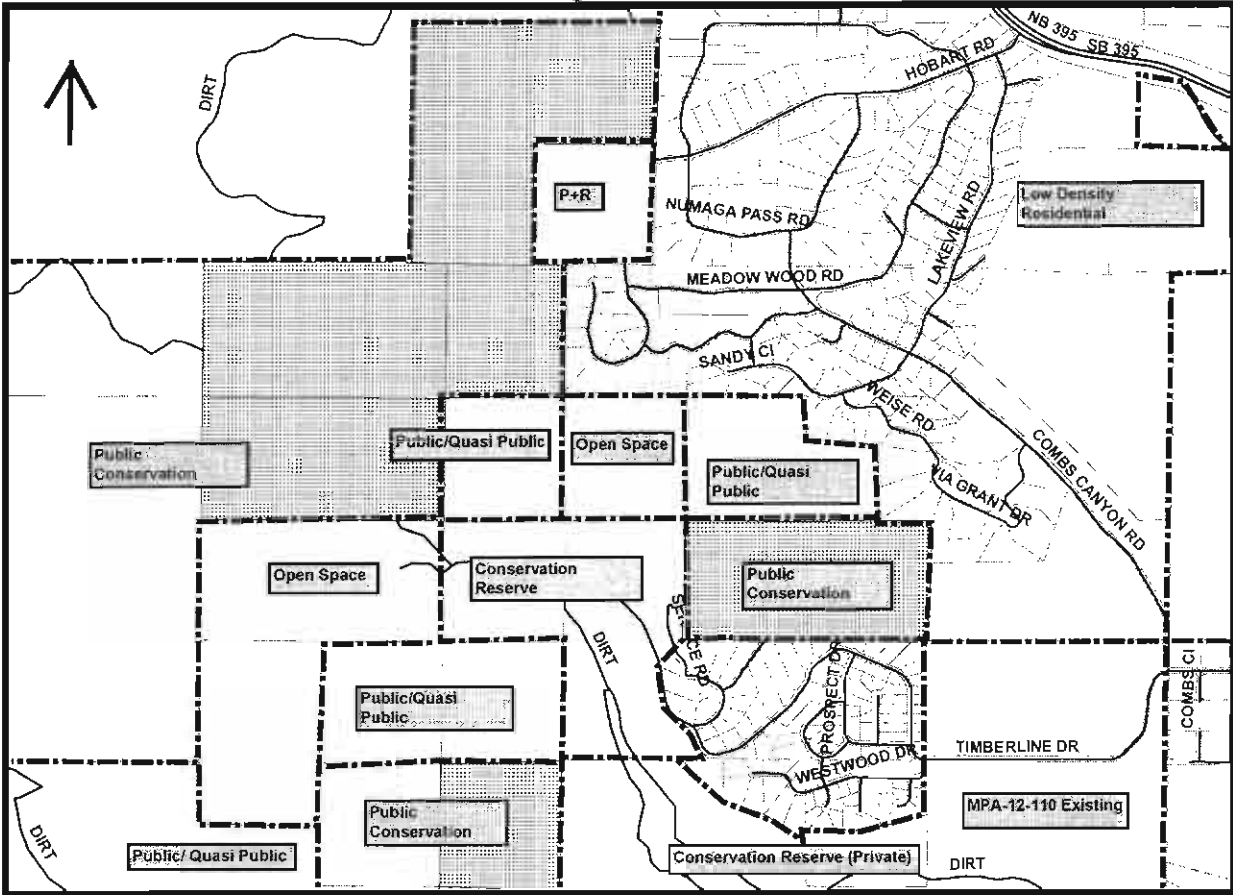 NB 395 SB 395
HOBART RD
DIRT
P+R
NUMAGA PASS RD
Low Density
Residential
LAKEVIEW RD
MEADOW WOOD RD
SANDY CI
WEISE RD
COMBS CANYON RD
Public/Quasi Public
Open Space
Public
Conservation
Public/Quasi
Public
VIA GRANT DR
Open Space
Conservation
Reserve
Public
Conservation
DIRT
PROSPECT DR
COMBS CI
Public/Quasi
Public
TIMBERLINE DR
WESTWOOD DR
MPA-12-110 Existing
Public
Conservation
DIRT
Public/ Quasi Public
Conservation Reserve (Private)
DIRT